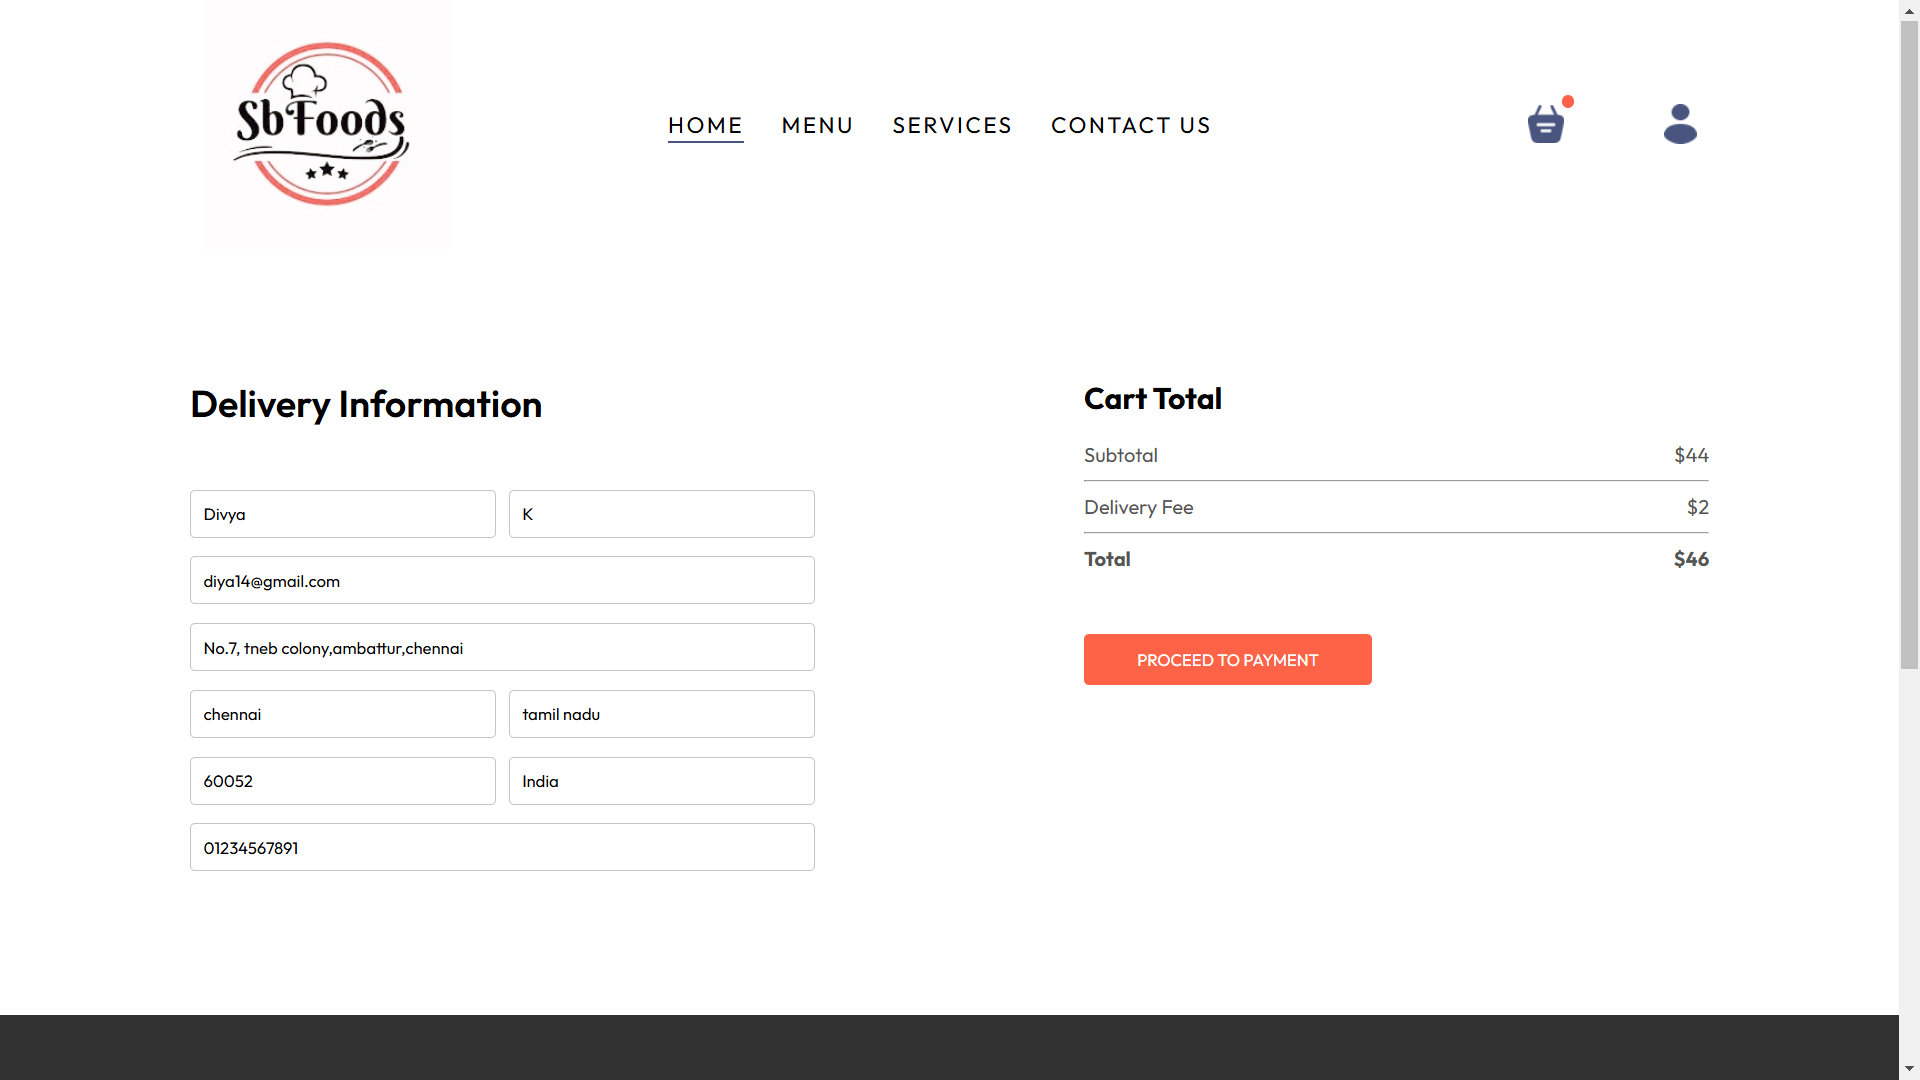 SbFoods
HOME MENU SERVICES CONTACT US
Delivery Information
Divya K
diya14@gmail.com
No.7, tneb colony,ambattur,chennai
chennai tamil nadu
60052 India
01234567891
Cart Total
Subtotal $44
Delivery Fee $2
Total $46
PROCEED TO PAYMENT